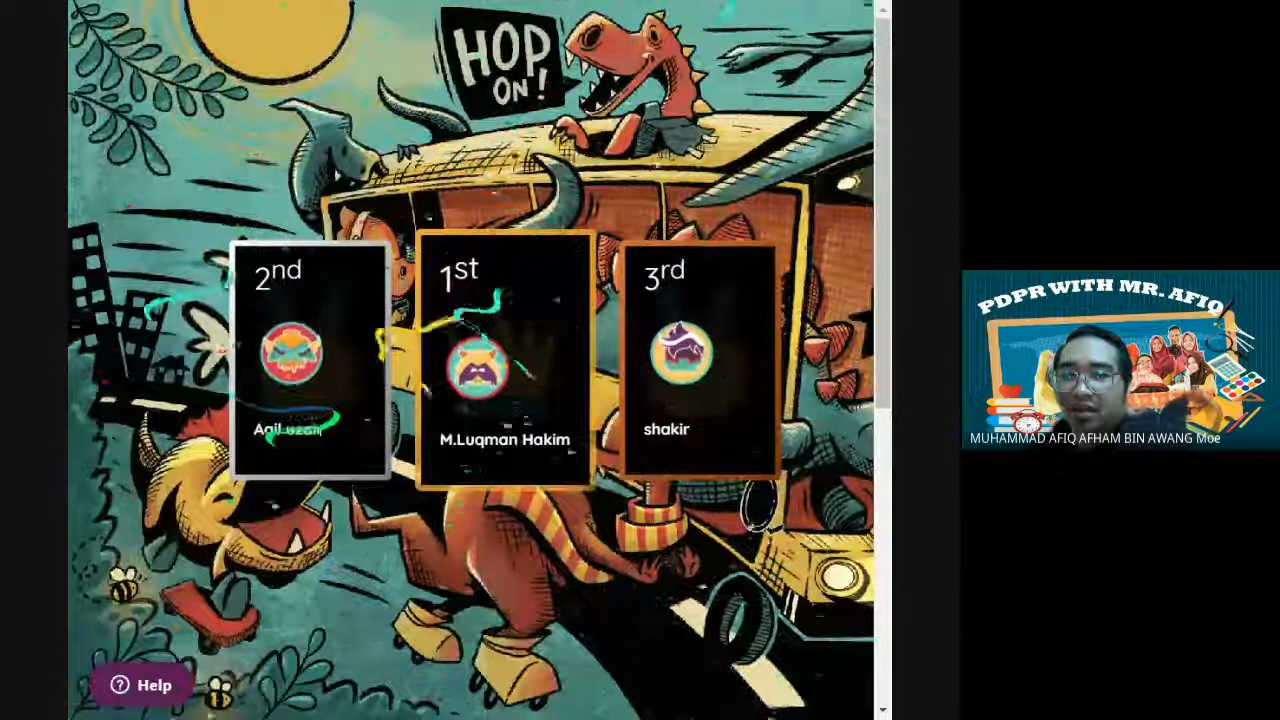 HOP
ON!
2nd
1st
3rd
Aqil
M.Luqman Hakim
shakir
Help
PDPR WITH MR. AFIQ
MUHAMMAD AFIQ AFHAM BIN AWANG Moe